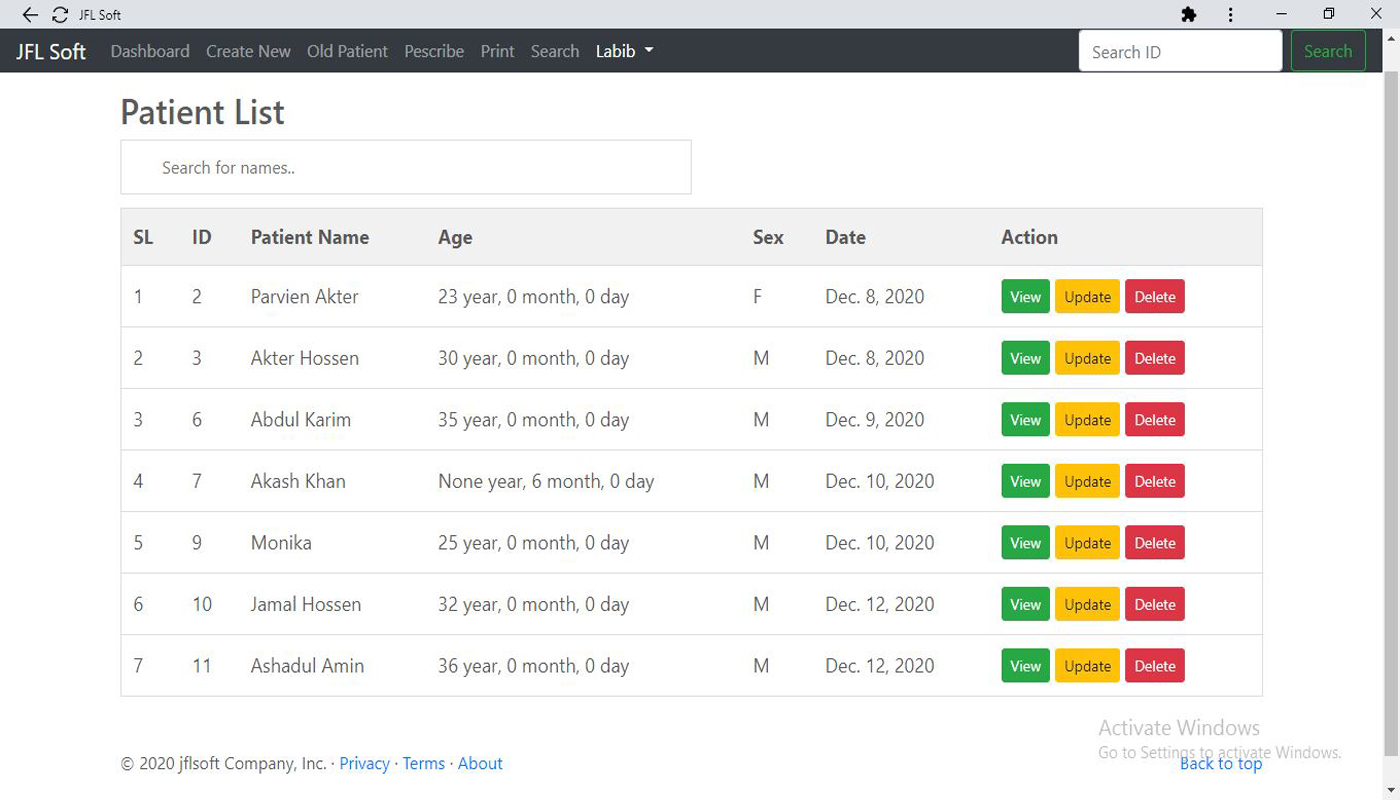 JFL Soft
JFL Soft Dashboard Create New Old Patient Pescribe Print Search Labib Search ID Search
Patient List
Search for names..
SL ID Patient Name Age Sex Date Action
1 2 Parvien Akter 23 year, 0 month, 0 day F Dec. 8, 2020 View Update Delete
2 3 Akter Hossen 30 year, 0 month, 0 day M Dec. 8, 2020 View Update Delete
3 6 Abdul Karim 35 year, 0 month, 0 day M Dec. 9, 2020 View Update Delete
4 7 Akash Khan None year, 6 month, 0 day M Dec. 10, 2020 View Update Delete
5 9 Monika 25 year, 0 month, 0 day M Dec. 10, 2020 View Update Delete
6 10 Jamal Hossen 32 year, 0 month, 0 day M Dec. 12, 2020 View Update Delete
7 11 Ashadul Amin 36 year, 0 month, 0 day M Dec. 12, 2020 View Update Delete
Activate Windows
Go to Settings to activate Windows.
© 2020 jflsoft Company, Inc. · Privacy · Terms · About Back to top